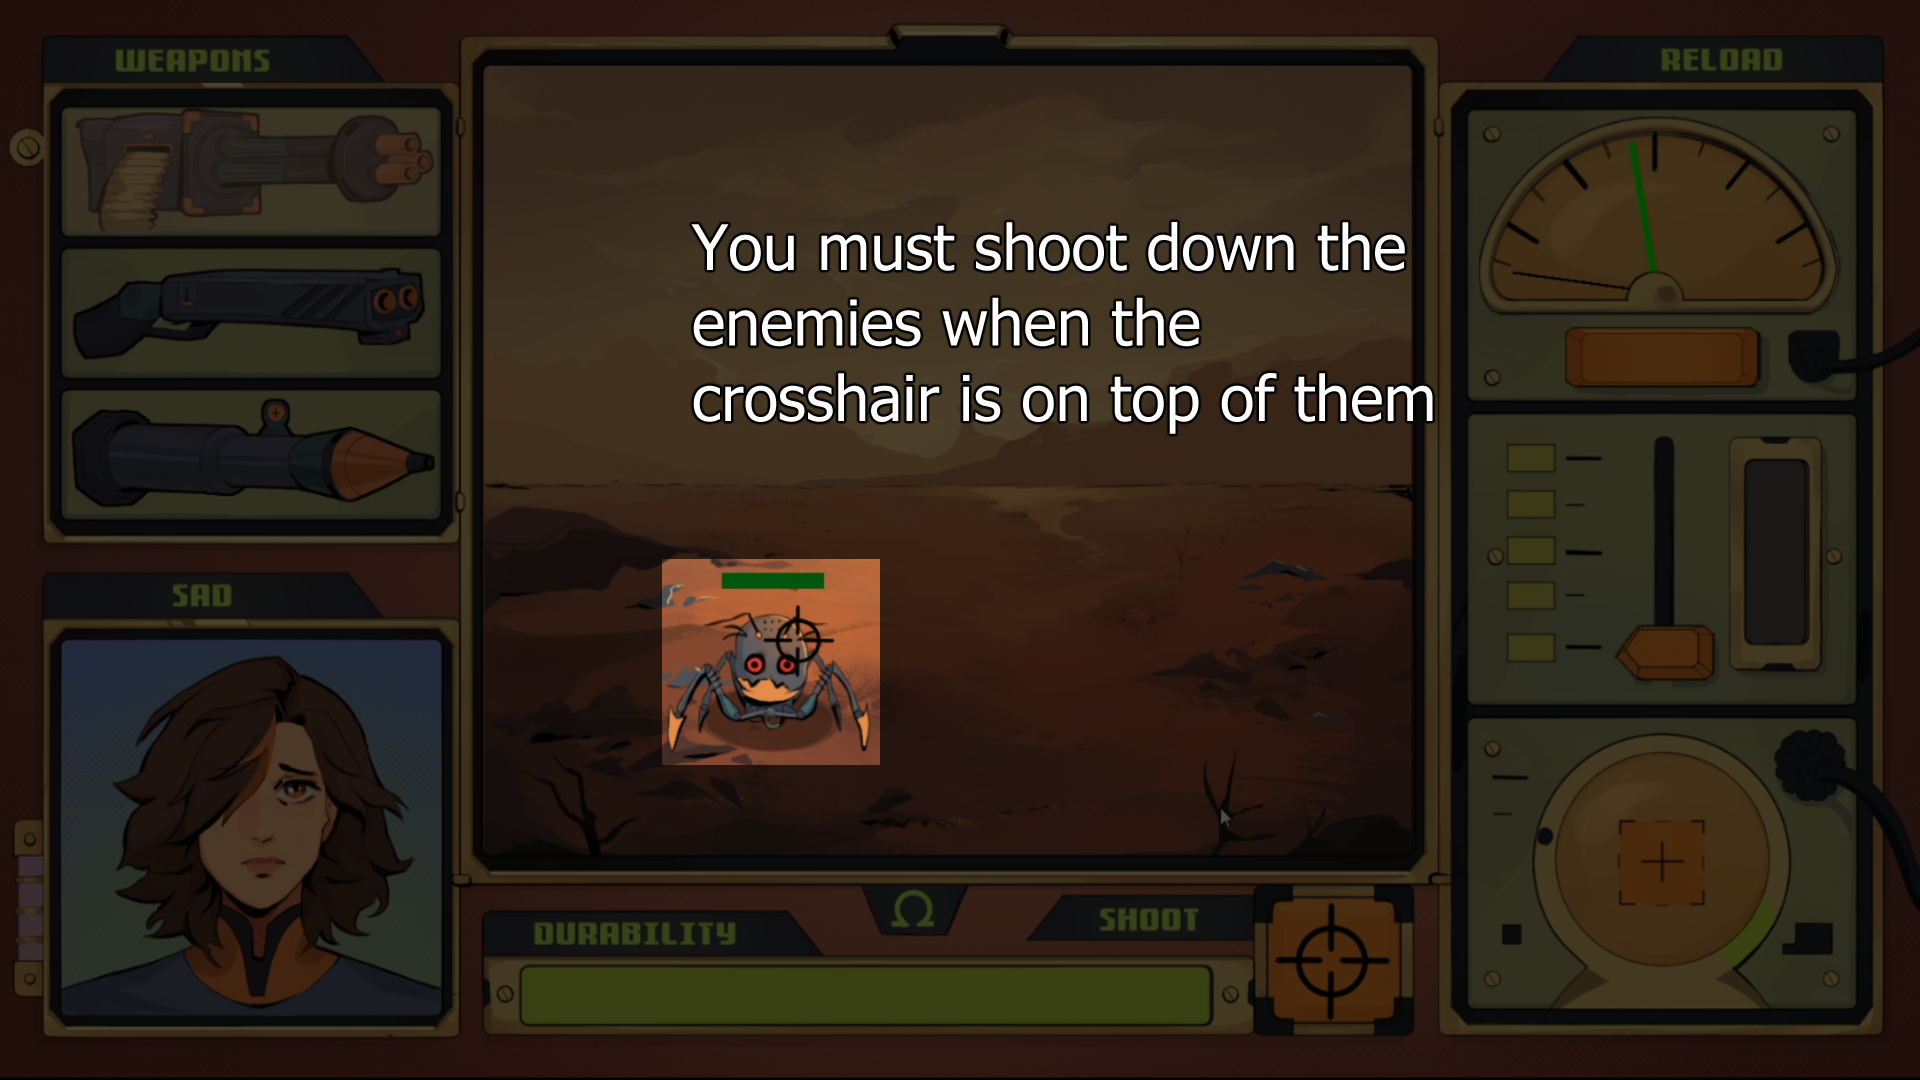 WEAPONS
RELOAD
You must shoot down the
enemies when the
crosshair is on top of them
SAD
Ω
DURABILITY
SHOOT